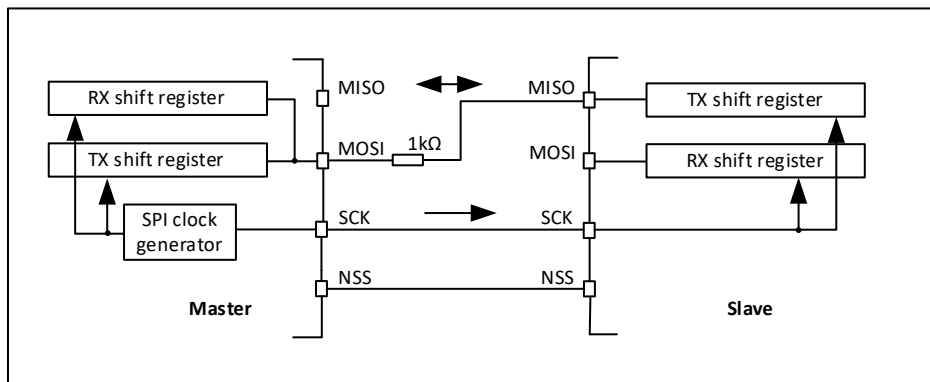 RX shift register
TX shift register
SPI clock
generator
Master
MISO
MOSI
1kΩ
SCK
NSS
MISO
MOSI
SCK
NSS
TX shift register
RX shift register
Slave